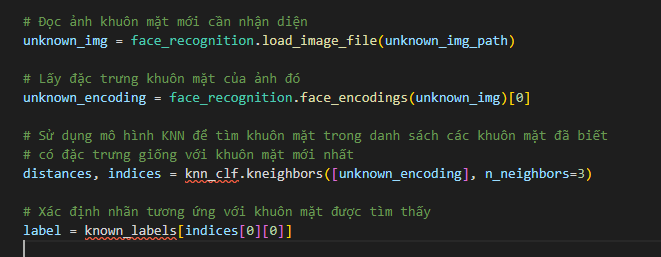 # Đọc ảnh khuôn mặt mới cần nhận diện
unknown_img = face_recognition.load_image_file(unknown_img_path)
# Lấy đặc trưng khuôn mặt của ảnh đó
unknown_encoding = face_recognition.face_encodings(unknown_img)[0]
# Sử dụng mô hình KNN để tìm khuôn mặt trong danh sách các khuôn mặt đã biết
# có đặc trưng giống với khuôn mặt mới nhất
distances, indices = knn_clf.kneighbors([unknown_encoding], n_neighbors=3)
# Xác định nhãn tương ứng với khuôn mặt được tìm thấy
label = known_labels[indices[0][0]]